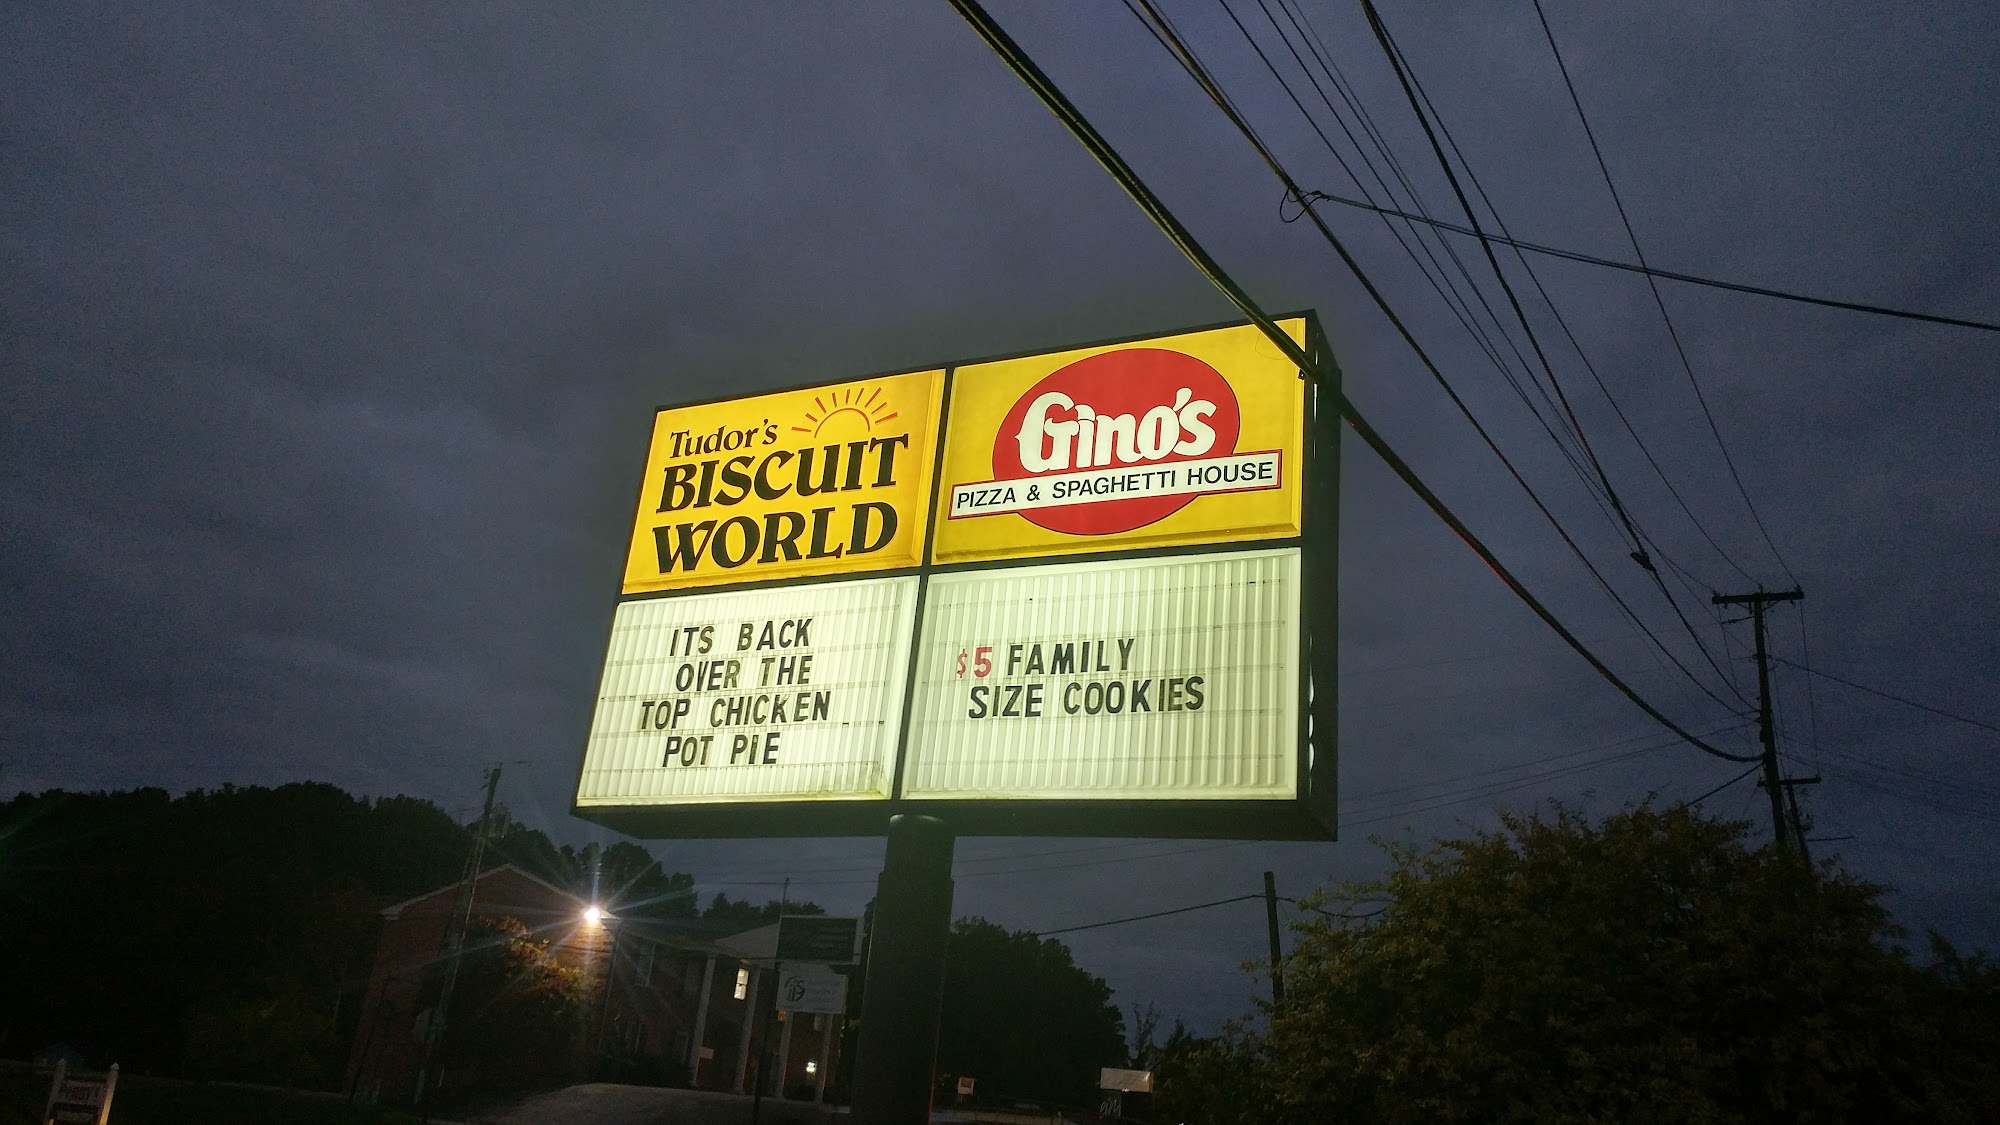 Tudor's
BISCUIT
WORLD
Gino's
PIZZA & SPAGHETTI HOUSE
ITS BACK
OVER THE
TOP CHICKEN
POT PIE
$5 FAMILY
SIZE COOKIES